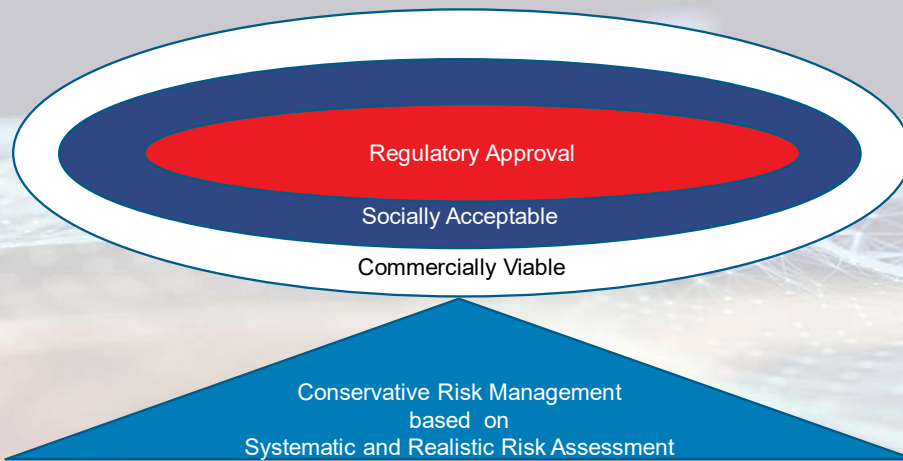 Regulatory Approval
Socially Acceptable
Commercially Viable
Conservative Risk Management
based on
Systematic and Realistic Risk Assessment